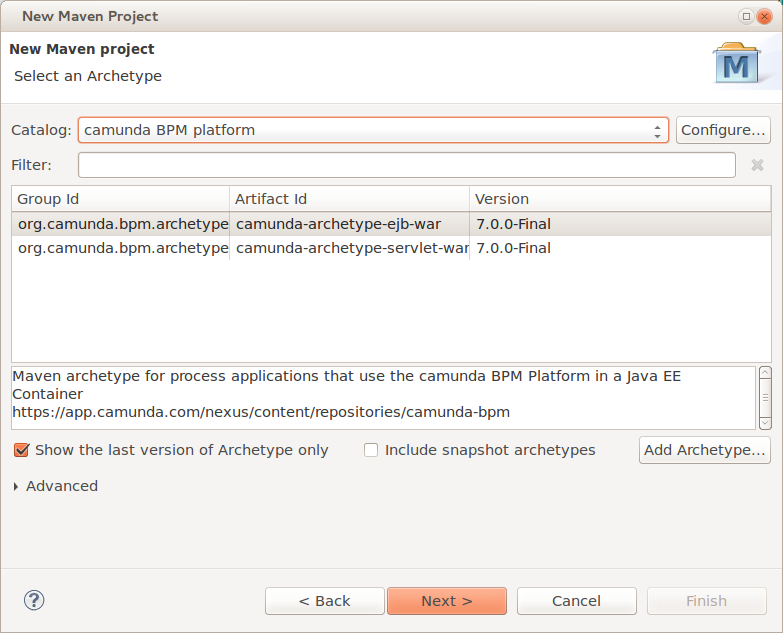 New Maven Project
New Maven project
Select an Archetype
M
Catalog: camunda BPM platform Configure...
Filter:
Group Id Artifact Id Version
org.camunda.bpm.archetype camunda-archetype-ejb-war 7.0.0-Final
org.camunda.bpm.archetype camunda-archetype-servlet-war 7.0.0-Final
Maven archetype for process applications that use the camunda BPM Platform in a Java EE
Container
https://app.camunda.com/nexus/content/repositories/camunda-bpm
Show the last version of Archetype only Include snapshot archetypes Add Archetype...
Advanced
? < Back Next > Cancel Finish